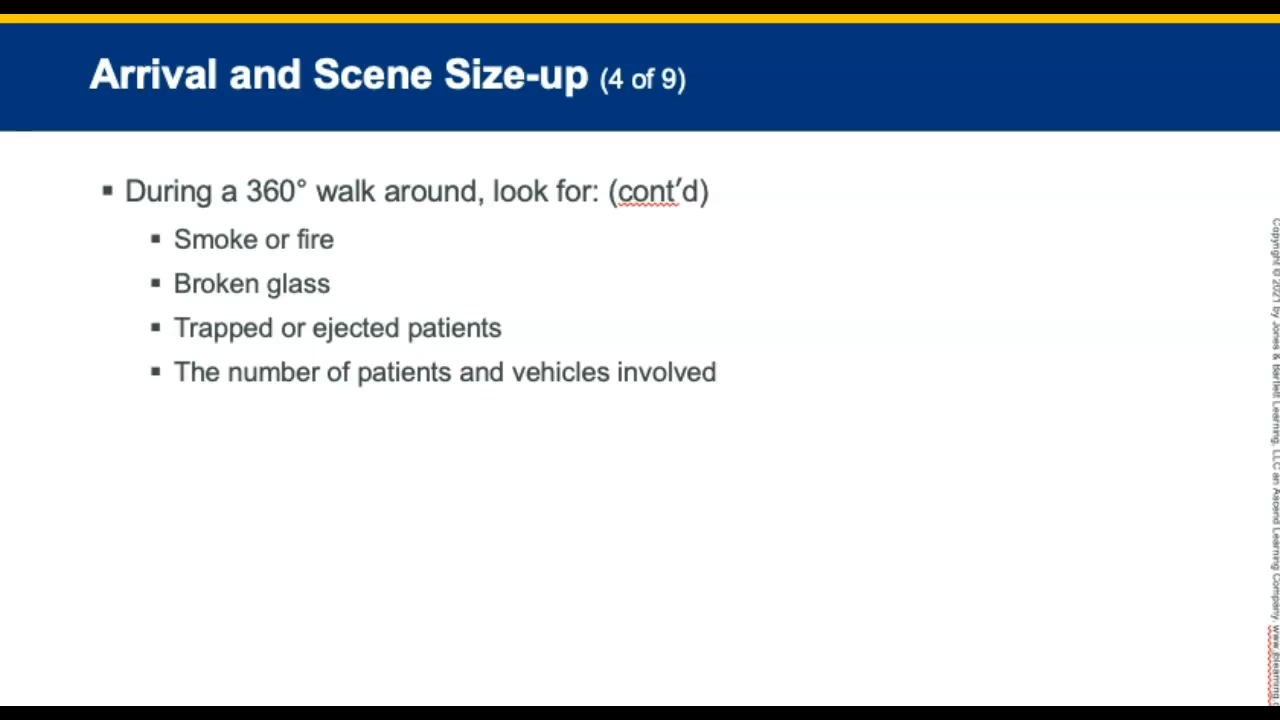 Arrival and Scene Size-up (4 of 9)
▪ During a 360° walk around, look for: (cont’d)
▪ Smoke or fire
▪ Broken glass
▪ Trapped or ejected patients
▪ The number of patients and vehicles involved
Copyright © 2021 by Jones & Bartlett Learning, LLC an Ascend Learning Company. www.jblearning.c